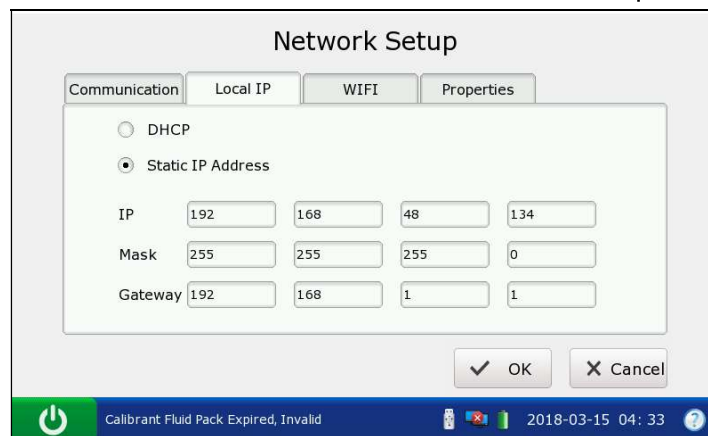 Network Setup
Communication Local IP WIFI Properties
DHCP
Static IP Address
IP 192 168 48 134
Mask 255 255 255 0
Gateway 192 168 1 1
OK Cancel
Calibrant Fluid Pack Expired, Invalid 2018-03-15 04: 33 ?